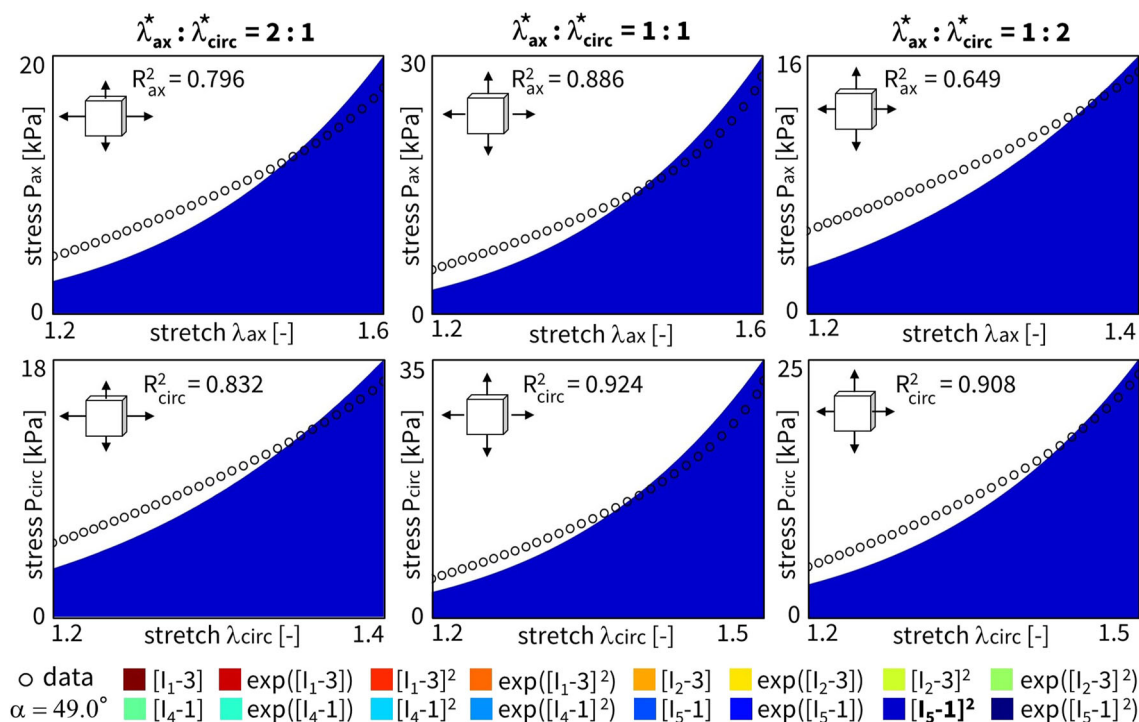 λ*ax : λ*circ = 2 : 1
λ*ax : λ*circ = 1 : 1
λ*ax : λ*circ = 1 : 2
20
R²ax = 0.796
stress Pax [kPa]
0
1.2
stretch λax [-]
1.6
30
R²ax = 0.886
stress Pax [kPa]
0
1.2
stretch λax [-]
1.6
16
R²ax = 0.649
stress Pax [kPa]
0
1.2
stretch λax [-]
1.4
18
R²circ = 0.832
stress Pcirc [kPa]
0
1.2
stretch λcirc [-]
1.4
35
R²circ = 0.924
stress Pcirc [kPa]
0
1.2
stretch λcirc [-]
1.5
25
R²circ = 0.908
stress Pcirc [kPa]
0
1.2
stretch λcirc [-]
1.5
data [I₁-3] exp([I₁-3]) [I₁-3]² exp([I₁-3]²) [I₂-3] exp([I₂-3]) [I₂-3]² exp([I₂-3]²)
α = 49.0° [I₄-1] exp([I₄-1]) [I₄-1]² exp([I₄-1]²) [I₅-1] exp([I₅-1]) [I₅-1]² exp([I₅-1]²)